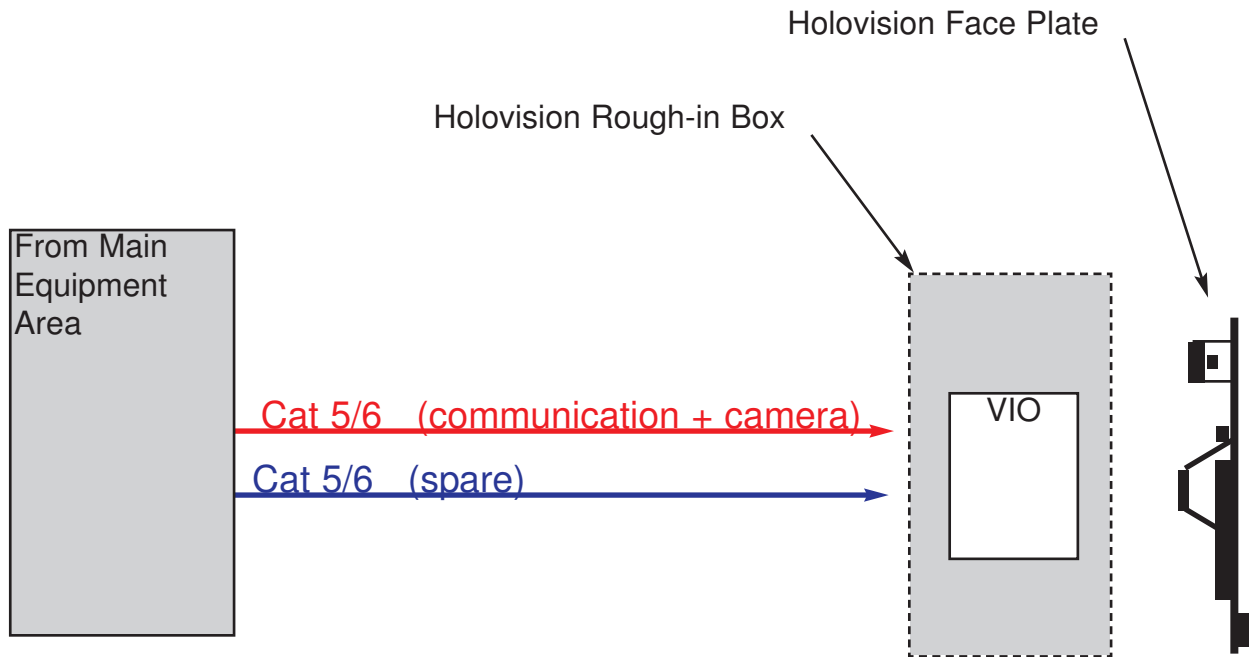 Holovision Face Plate
Holovision Rough-in Box
From Main
Equipment
Area
Cat 5/6 (communication + camera)
Cat 5/6 (spare)
VIO